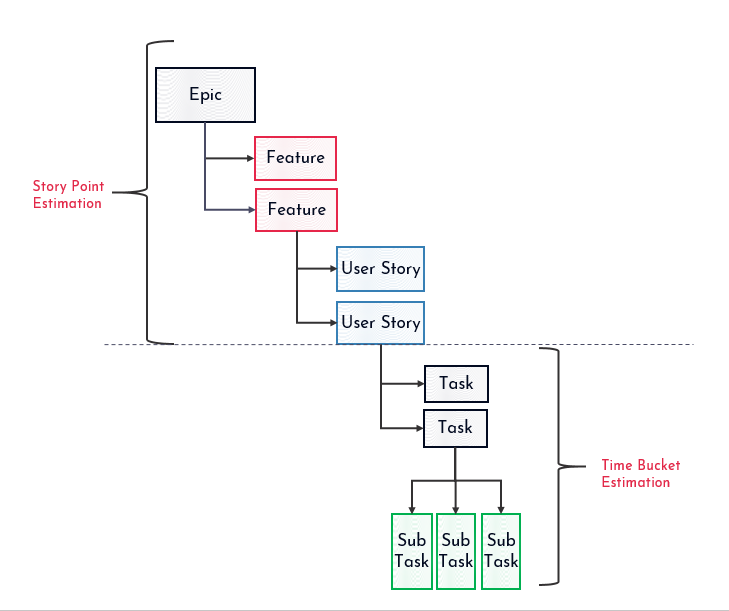 Epic
Feature
Story Point
Estimation
Feature
User Story
User Story
Task
Task
Time Bucket
Estimation
Sub
Task
Sub
Task
Sub
Task